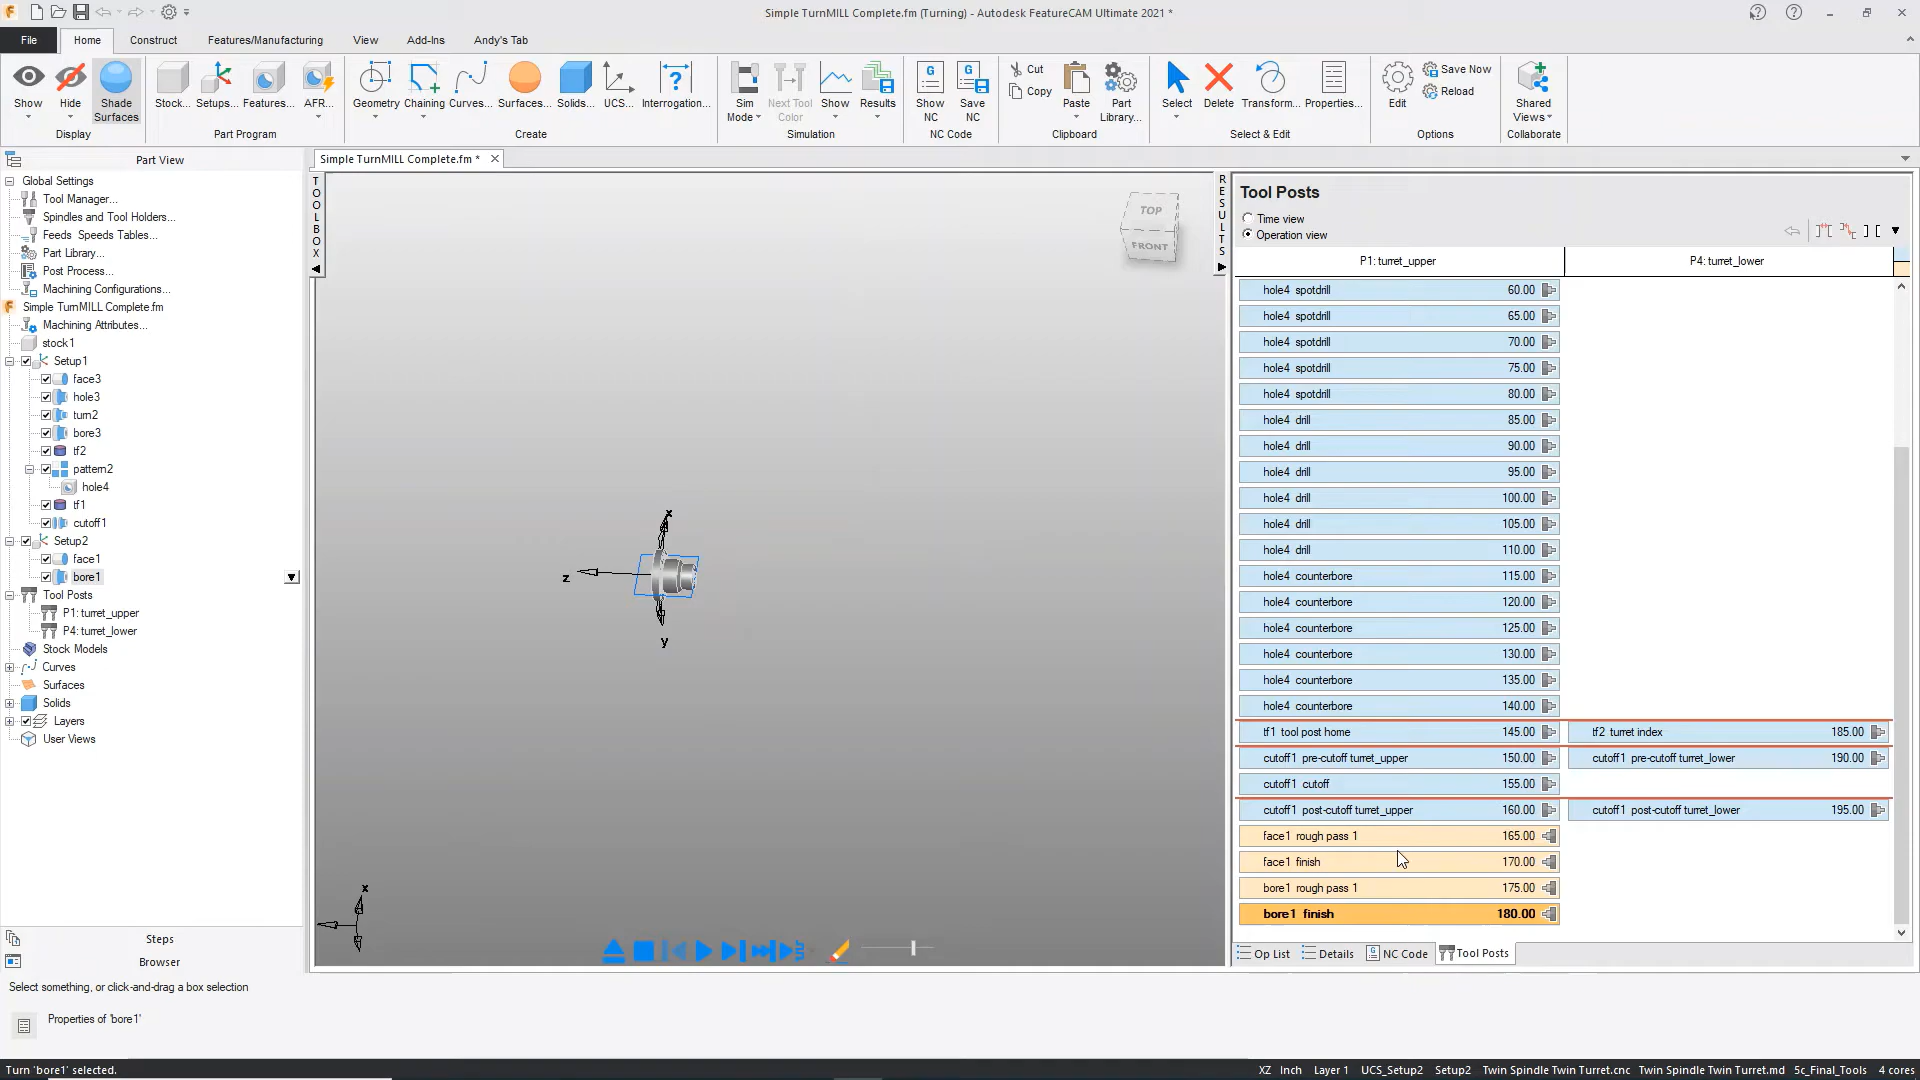 Simple TurnMILL Complete.fm (Turning) - Autodesk FeatureCAM Ultimate 2021 *
File Home Construct Features/Manufacturing View Add-Ins Andy's Tab
Show Hide Shade Surfaces
Display
Stock... Setups... Features... AFR...
Part Program
Geometry Chaining Curves... Surfaces... Solids... UCS... Interrogation...
Create
Sim Mode Next Tool Color Show Results
Simulation
Show NC Save NC
NC Code
Cut
Copy
Paste Part Library...
Clipboard
Select Delete Transform... Properties...
Select & Edit
Edit Save Now
Reload
Options
Shared Views
Collaborate
Part View
Global Settings
Tool Manager...
Spindles and Tool Holders...
Feeds Speeds Tables...
Part Library...
Post Process...
Machining Configurations...
Simple TurnMILL Complete.fm
Machining Attributes...
stock1
Setup1
face3
hole3
turn2
bore3
tf2
pattern2
hole4
tf1
cutoff1
Setup2
face1
bore1
Tool Posts
P1: turret_upper
P4: turret_lower
Stock Models
Curves
Surfaces
Solids
Layers
User Views
Steps
Browser
Simple TurnMILL Complete.fm *
TOOLBOX
TOP
FRONT
x
z
y
x
RESULTS
Tool Posts
Time view
Operation view
P1: turret_upper P4: turret_lower
hole4 spotdrill 60.00
hole4 spotdrill 65.00
hole4 spotdrill 70.00
hole4 spotdrill 75.00
hole4 spotdrill 80.00
hole4 drill 85.00
hole4 drill 90.00
hole4 drill 95.00
hole4 drill 100.00
hole4 drill 105.00
hole4 drill 110.00
hole4 counterbore 115.00
hole4 counterbore 120.00
hole4 counterbore 125.00
hole4 counterbore 130.00
hole4 counterbore 135.00
hole4 counterbore 140.00
tf1 tool post home 145.00 tf2 turret index 185.00
cutoff1 pre-cutoff turret_upper 150.00 cutoff1 pre-cutoff turret_lower 190.00
cutoff1 cutoff 155.00
cutoff1 post-cutoff turret_upper 160.00 cutoff1 post-cutoff turret_lower 195.00
face1 rough pass 1 165.00
face1 finish 170.00
bore1 rough pass 1 175.00
bore1 finish 180.00
Op List Details NC Code Tool Posts
Select something, or click-and-drag a box selection
Properties of 'bore1'
Turn 'bore1' selected.
XZ Inch Layer 1 UCS_Setup2 Setup2 Twin Spindle Twin Turret.cnc Twin Spindle Twin Turret.md 5c_Final_Tools 4 cores